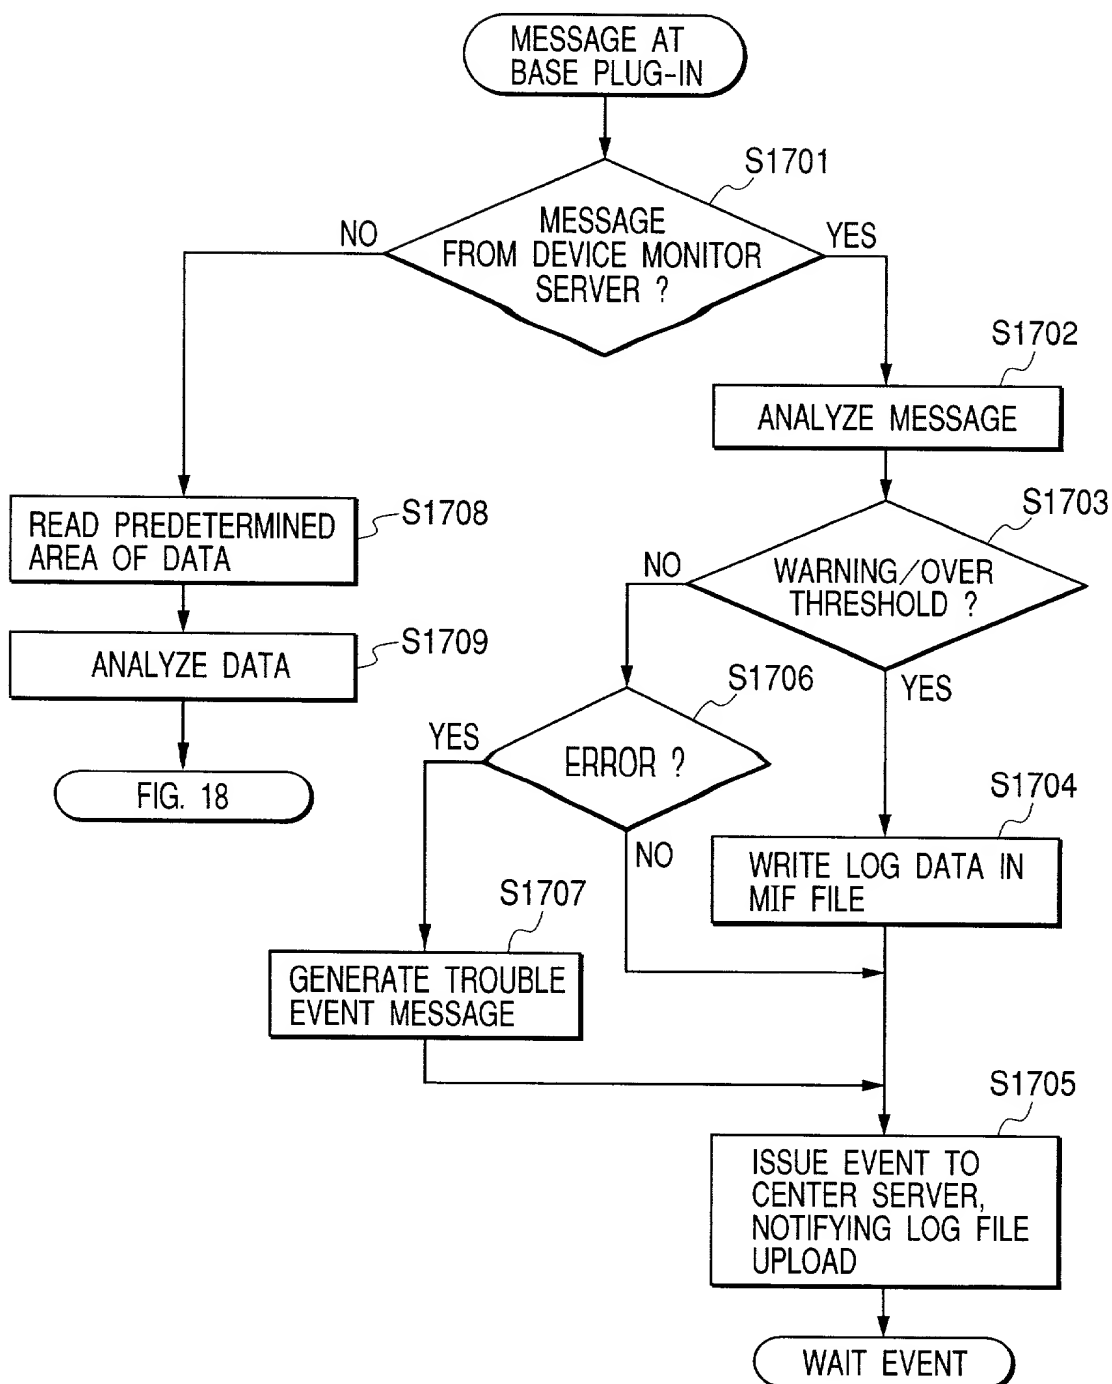 MESSAGE AT
BASE PLUG-IN
S1701
MESSAGE
FROM DEVICE MONITOR
SERVER ?
NO
YES
S1702
ANALYZE MESSAGE
S1703
WARNING/OVER
THRESHOLD ?
NO
YES
S1708
READ PREDETERMINED
AREA OF DATA
S1709
ANALYZE DATA
FIG. 18
S1706
ERROR ?
YES
NO
S1704
WRITE LOG DATA IN
MIF FILE
S1707
GENERATE TROUBLE
EVENT MESSAGE
S1705
ISSUE EVENT TO
CENTER SERVER,
NOTIFYING LOG FILE
UPLOAD
WAIT EVENT